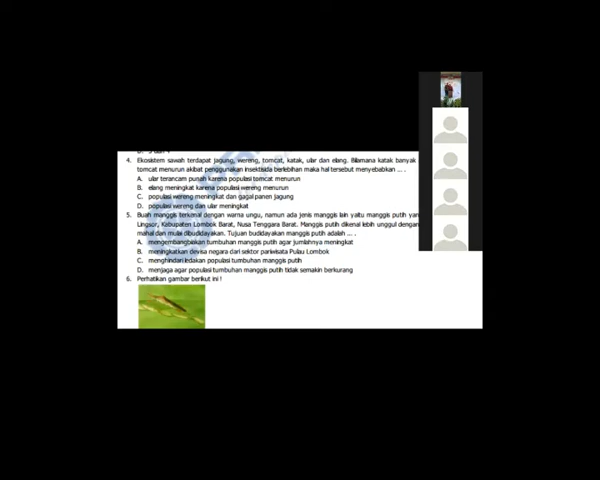 4. Ekosistem sawah terdapat jagung, wereng, tomcat, katak, ular dan elang. Bilamana katak banyak
tomcat menurun akibat penggunakan insektisida berlebihan maka hal tersebut menyebabkan ... .
A. ular terancam punah karena populasi tomcat menurun
B. elang meningkat karena populasi wereng menurun
C. populasi wereng meningkat dan gagal panen jagung
D. populasi wereng dan ular meningkat
5. Buah manggis terkenal dengan warna ungu, namun ada jenis manggis lain yaitu manggis putih yan
Lingsar, Kabupaten Lombok Barat, Nusa Tenggara Barat. Manggis putih dikenal lebih unggul dengan
mahal dan mulai dibudidayakan. Tujuan budidayakan manggis putih adalah ... .
A. mengembangbiakan tumbuhan manggis putih agar jumlahnya meningkat
B. meningkatkan devisa negara dari sektor pariwisata Pulau Lombok
C. menghindari ledakan populasi tumbuhan manggis putih
D. menjaga agar populasi tumbuhan manggis putih tidak semakin berkurang
6. Perhatikan gambar berikut ini !